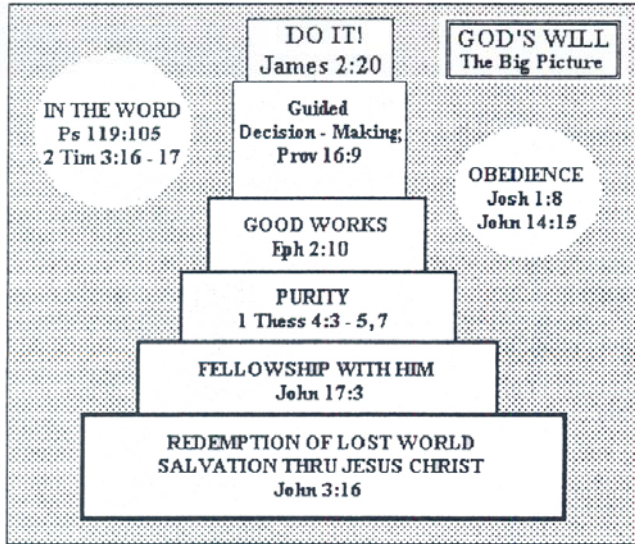 DO IT!
James 2:20
GOD'S WILL
The Big Picture
IN THE WORD
Ps 119:105
2 Tim 3:16 - 17
Guided
Decision - Making;
Prov 16:9
OBEDIENCE
Josh 1:8
John 14:15
GOOD WORKS
Eph 2:10
PURITY
1 Thess 4:3 - 5, 7
FELLOWSHIP WITH HIM
John 17:3
REDEMPTION OF LOST WORLD
SALVATION THRU JESUS CHRIST
John 3:16